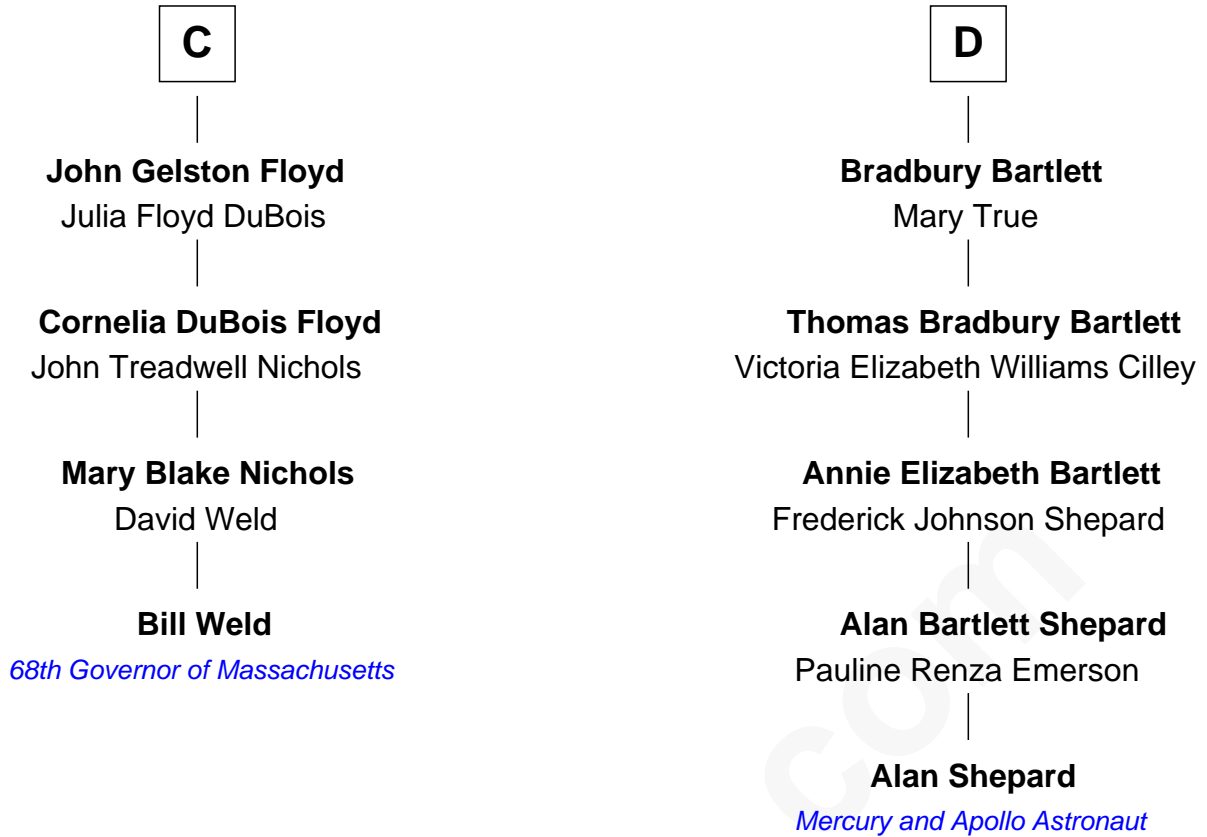 C
John Gelston Floyd
Julia Floyd DuBois
Cornelia DuBois Floyd
John Treadwell Nichols
Mary Blake Nichols
David Weld
Bill Weld
68th Governor of Massachusetts
D
Bradbury Bartlett
Mary True
Thomas Bradbury Bartlett
Victoria Elizabeth Williams Cilley
Annie Elizabeth Bartlett
Frederick Johnson Shepard
Alan Bartlett Shepard
Pauline Renza Emerson
Alan Shepard
Mercury and Apollo Astronaut
com